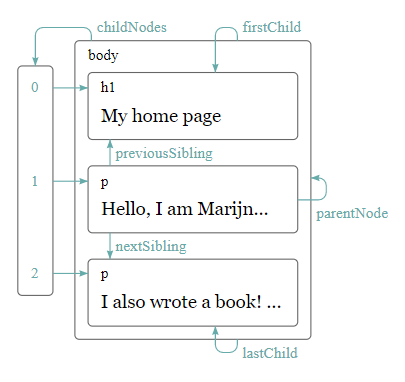 childNodes
firstChild
body
0
h1
My home page
previousSibling
1
p
Hello, I am Marijn...
parentNode
nextSibling
2
p
I also wrote a book! ...
lastChild